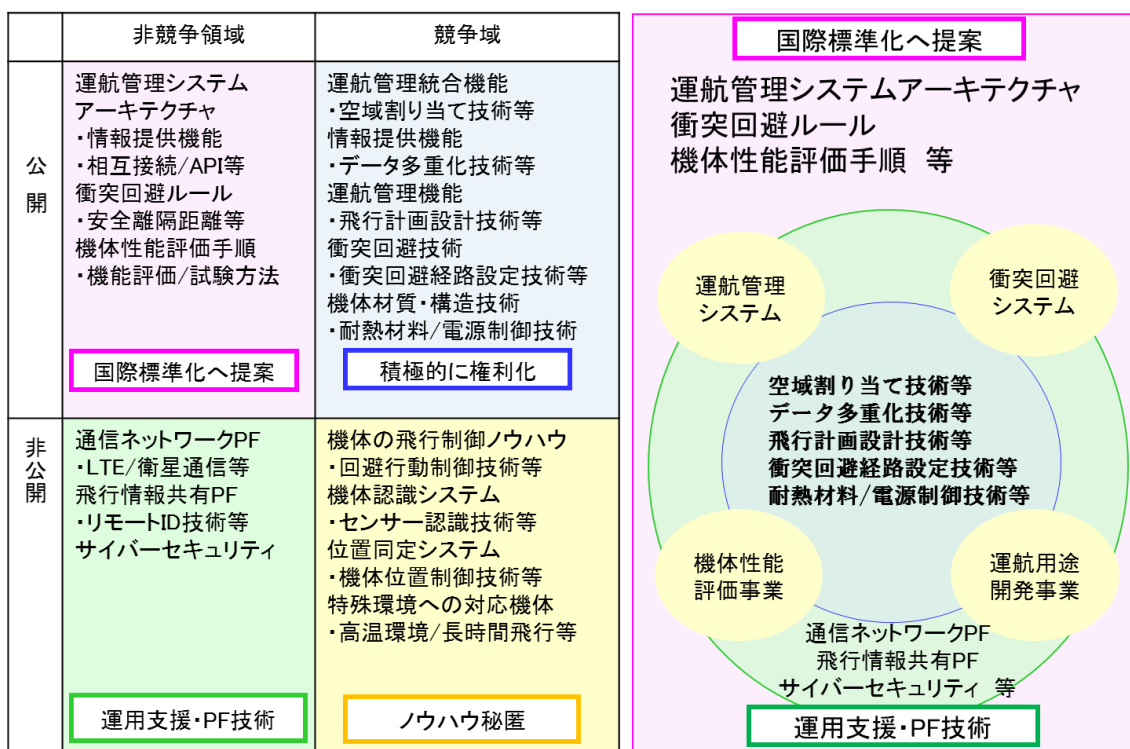 非競争領域
競争域
公開
運航管理システム
アーキテクチャ
・情報提供機能
・相互接続/API等
衝突回避ルール
・安全離隔距離等
機体性能評価手順
・機能評価/試験方法
国際標準化へ提案
運航管理統合機能
・空域割り当て技術等
情報提供機能
・データ多重化技術等
運航管理機能
・飛行計画設計技術等
衝突回避技術
・衝突回避経路設定技術等
機体材質・構造技術
・耐熱材料/電源制御技術
積極的に権利化
非公開
通信ネットワークPF
・LTE/衛星通信等
飛行情報共有PF
・リモートID技術等
サイバーセキュリティ
運用支援・PF技術
機体の飛行制御ノウハウ
・回避行動制御技術等
機体認識システム
・センサー認識技術等
位置同定システム
・機体位置制御技術等
特殊環境への対応機体
・高温環境/長時間飛行等
ノウハウ秘匿
国際標準化へ提案
運航管理システムアーキテクチャ
衝突回避ルール
機体性能評価手順 等
運航管理
システム
衝突回避
システム
空域割り当て技術等
データ多重化技術等
飛行計画設計技術等
衝突回避経路設定技術等
耐熱材料/電源制御技術等
機体性能
評価事業
運航用途
開発事業
通信ネットワークPF
飛行情報共有PF
サイバーセキュリティ 等
運用支援・PF技術